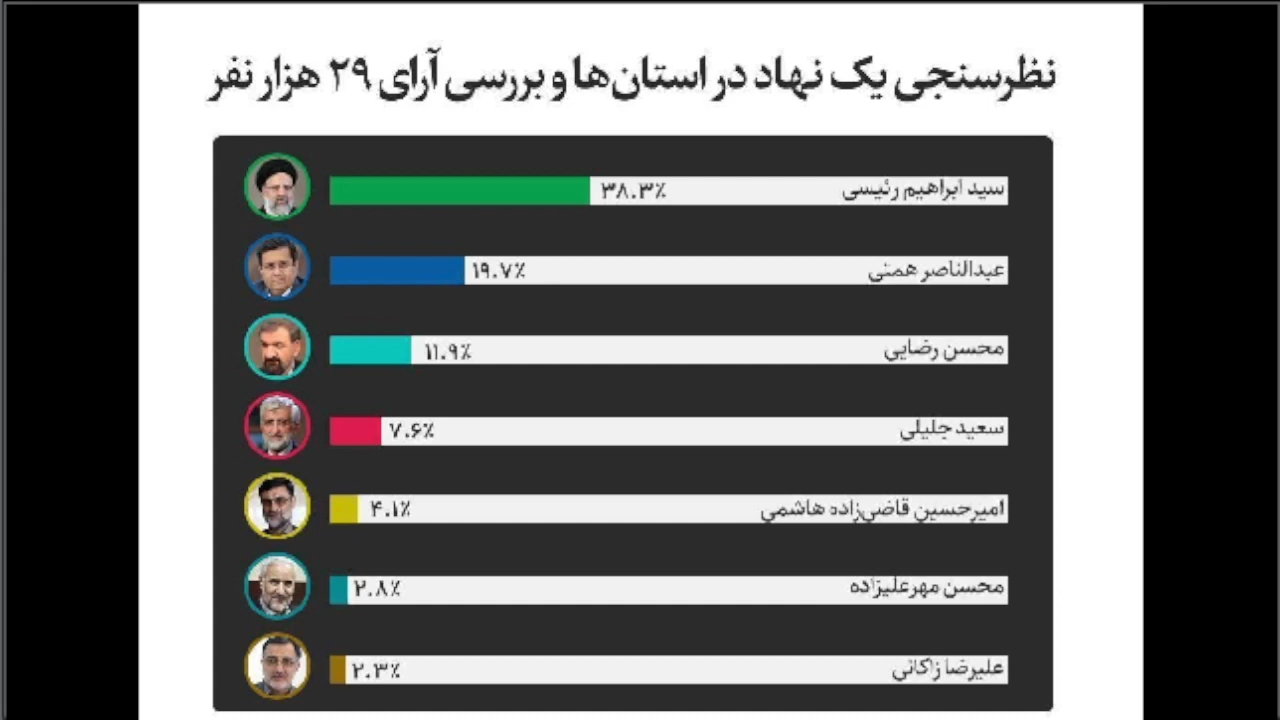 نظرسنجی یک نهاد در استان‌ها و بررسی آرای ۲۹ هزار نفر
سید ابراهیم رئیسی ۳۸.۳٪
عبدالناصر همتی ۱۹.۷٪
محسن رضایی ۱۱.۹٪
سعید جلیلی ۷.۶٪
امیرحسین قاضی‌زاده هاشمی ۴.۱٪
محسن مهرعلیزاده ۲.۸٪
علیرضا زاکانی ۲.۳٪